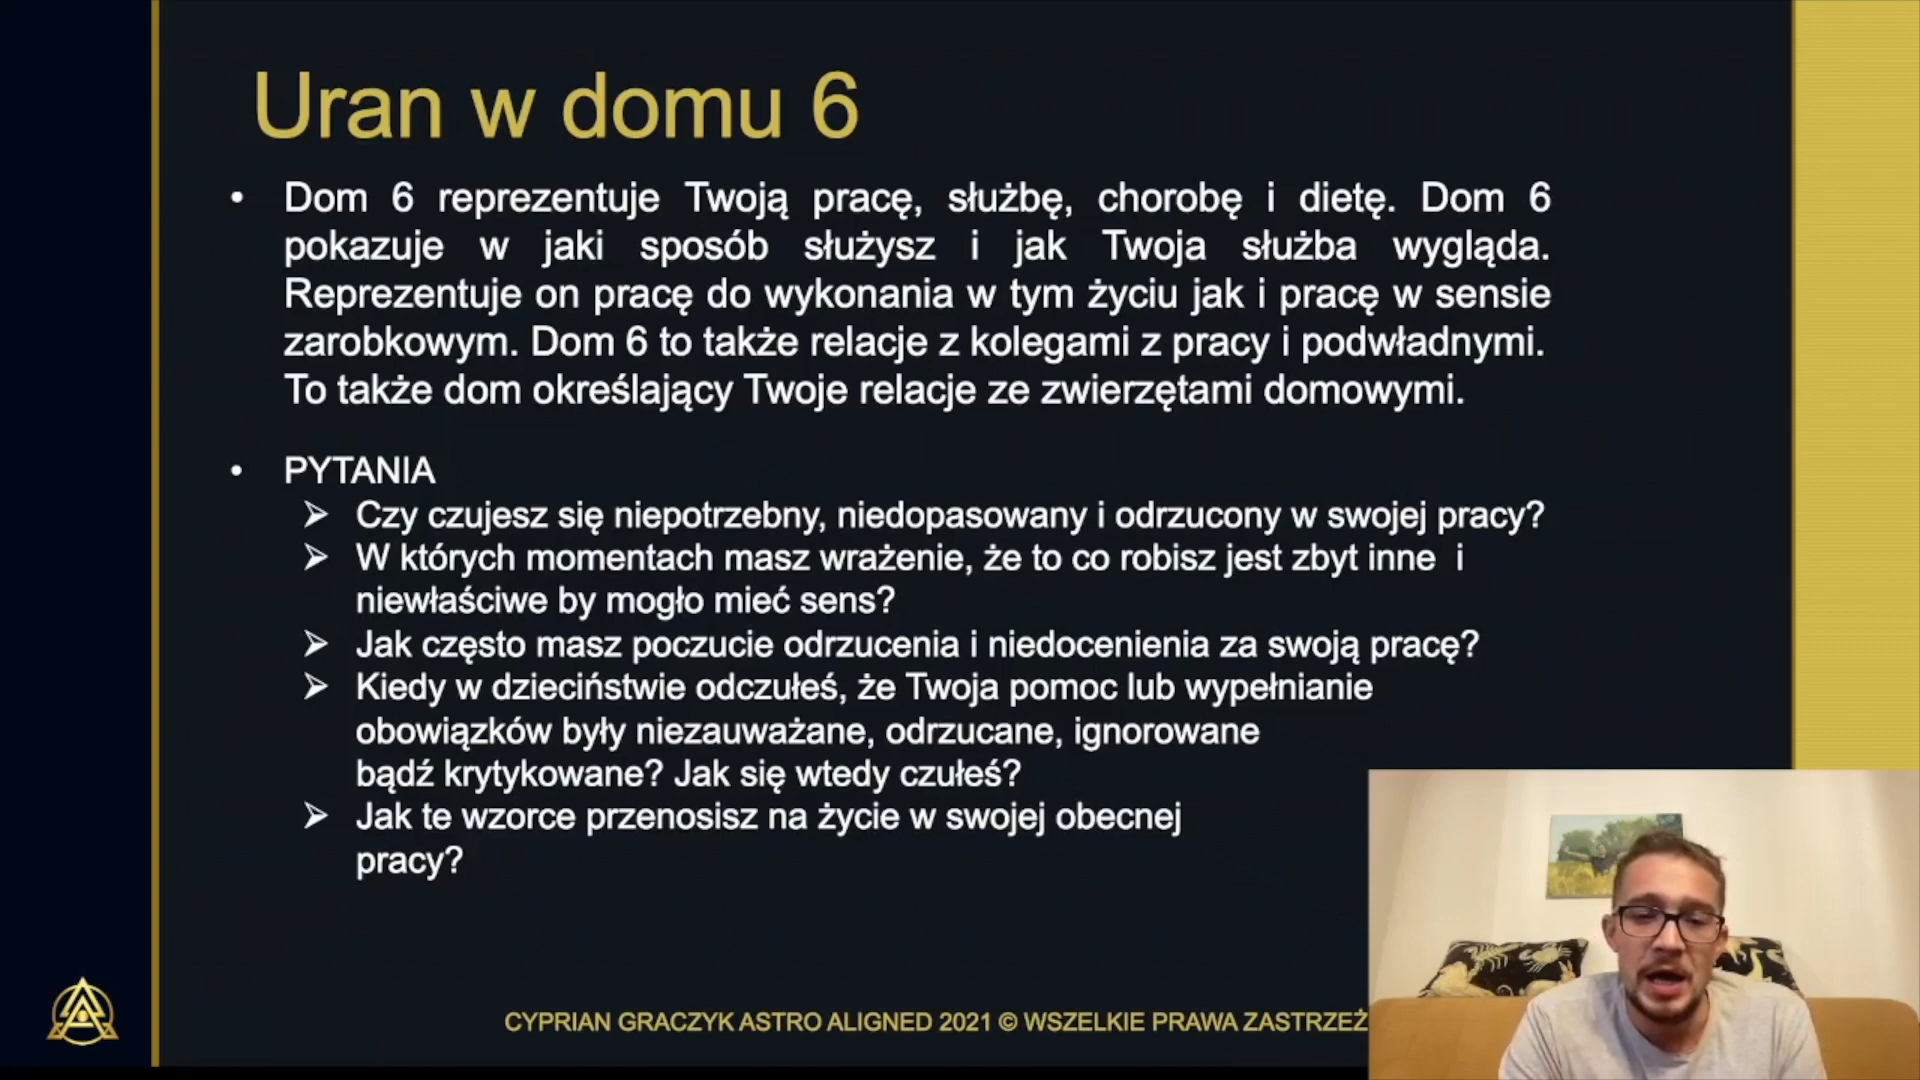 Uran w domu 6
• Dom 6 reprezentuje Twoją pracę, służbę, chorobę i dietę. Dom 6
pokazuje w jaki sposób służysz i jak Twoja służba wygląda.
Reprezentuje on pracę do wykonania w tym życiu jak i pracę w sensie
zarobkowym. Dom 6 to także relacje z kolegami z pracy i podwładnymi.
To także dom określający Twoje relacje ze zwierzętami domowymi.
• PYTANIA
➢ Czy czujesz się niepotrzebny, niedopasowany i odrzucony w swojej pracy?
➢ W których momentach masz wrażenie, że to co robisz jest zbyt inne i
niewłaściwe by mogło mieć sens?
➢ Jak często masz poczucie odrzucenia i niedocenienia za swoją pracę?
➢ Kiedy w dzieciństwie odczułeś, że Twoja pomoc lub wypełnianie
obowiązków były niezauważane, odrzucane, ignorowane
bądź krytykowane? Jak się wtedy czułeś?
➢ Jak te wzorce przenosisz na życie w swojej obecnej
pracy?
CYPRIAN GRACZYK ASTRO ALIGNED 2021 © WSZELKIE PRAWA ZASTRZEŻ